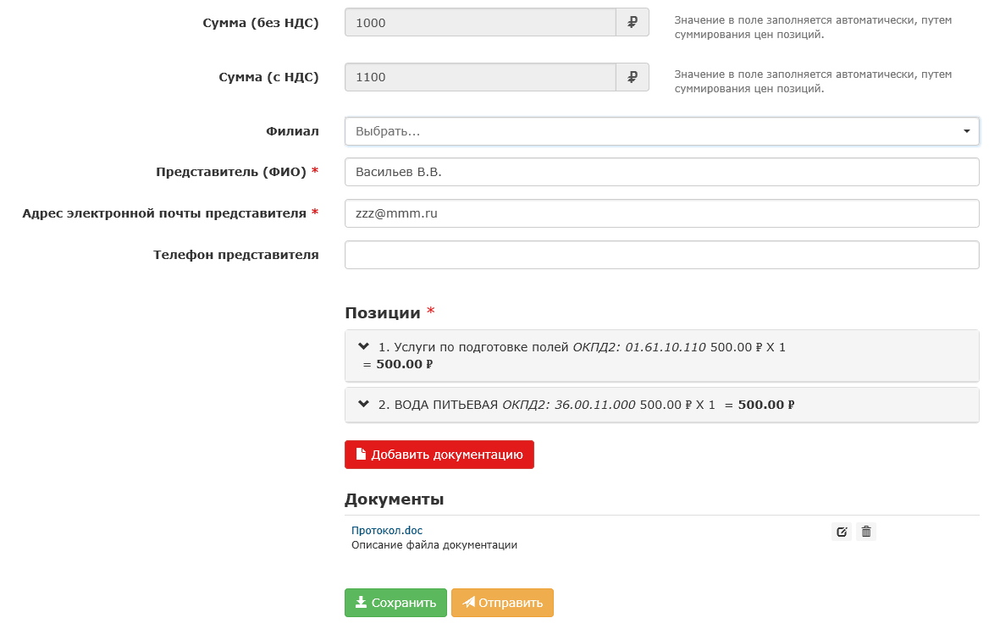 Сумма (без НДС) 1000 ₽ Значение в поле заполняется автоматически, путем
суммирования цен позиций.
Сумма (с НДС) 1100 ₽ Значение в поле заполняется автоматически, путем
суммирования цен позиций.
Филиал Выбрать...
Представитель (ФИО) * Васильев В.В.
Адрес электронной почты представителя * zzz@mmm.ru
Телефон представителя
Позиции *
1. Услуги по подготовке полей ОКПД2: 01.61.10.110 500.00 ₽ X 1
= 500.00 ₽
2. ВОДА ПИТЬЕВАЯ ОКПД2: 36.00.11.000 500.00 ₽ X 1 = 500.00 ₽
Добавить документацию
Документы
Протокол.doc
Описание файла документации
Сохранить Отправить